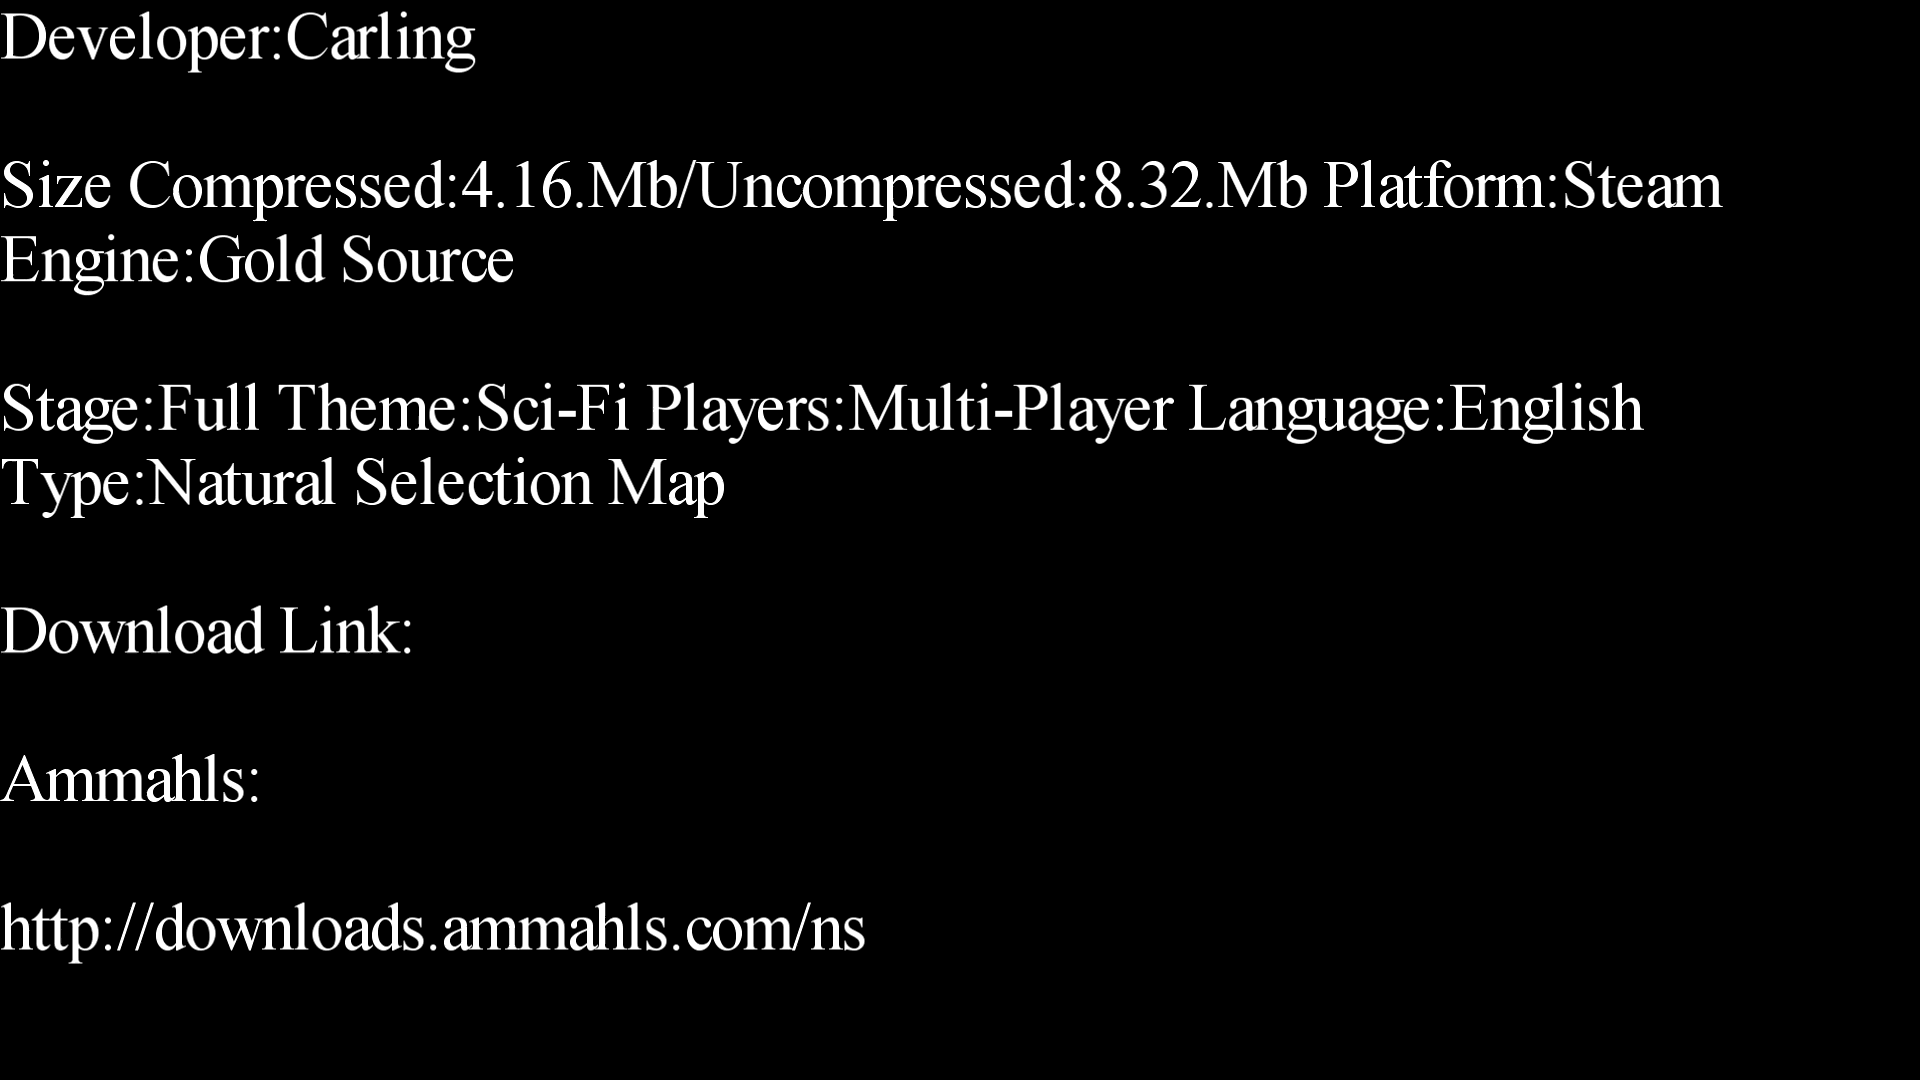 Developer:Carling
Size Compressed:4.16.Mb/Uncompressed:8.32.Mb Platform:Steam
Engine:Gold Source
Stage:Full Theme:Sci-Fi Players:Multi-Player Language:English
Type:Natural Selection Map
Download Link:
Ammahls:
http://downloads.ammahls.com/ns